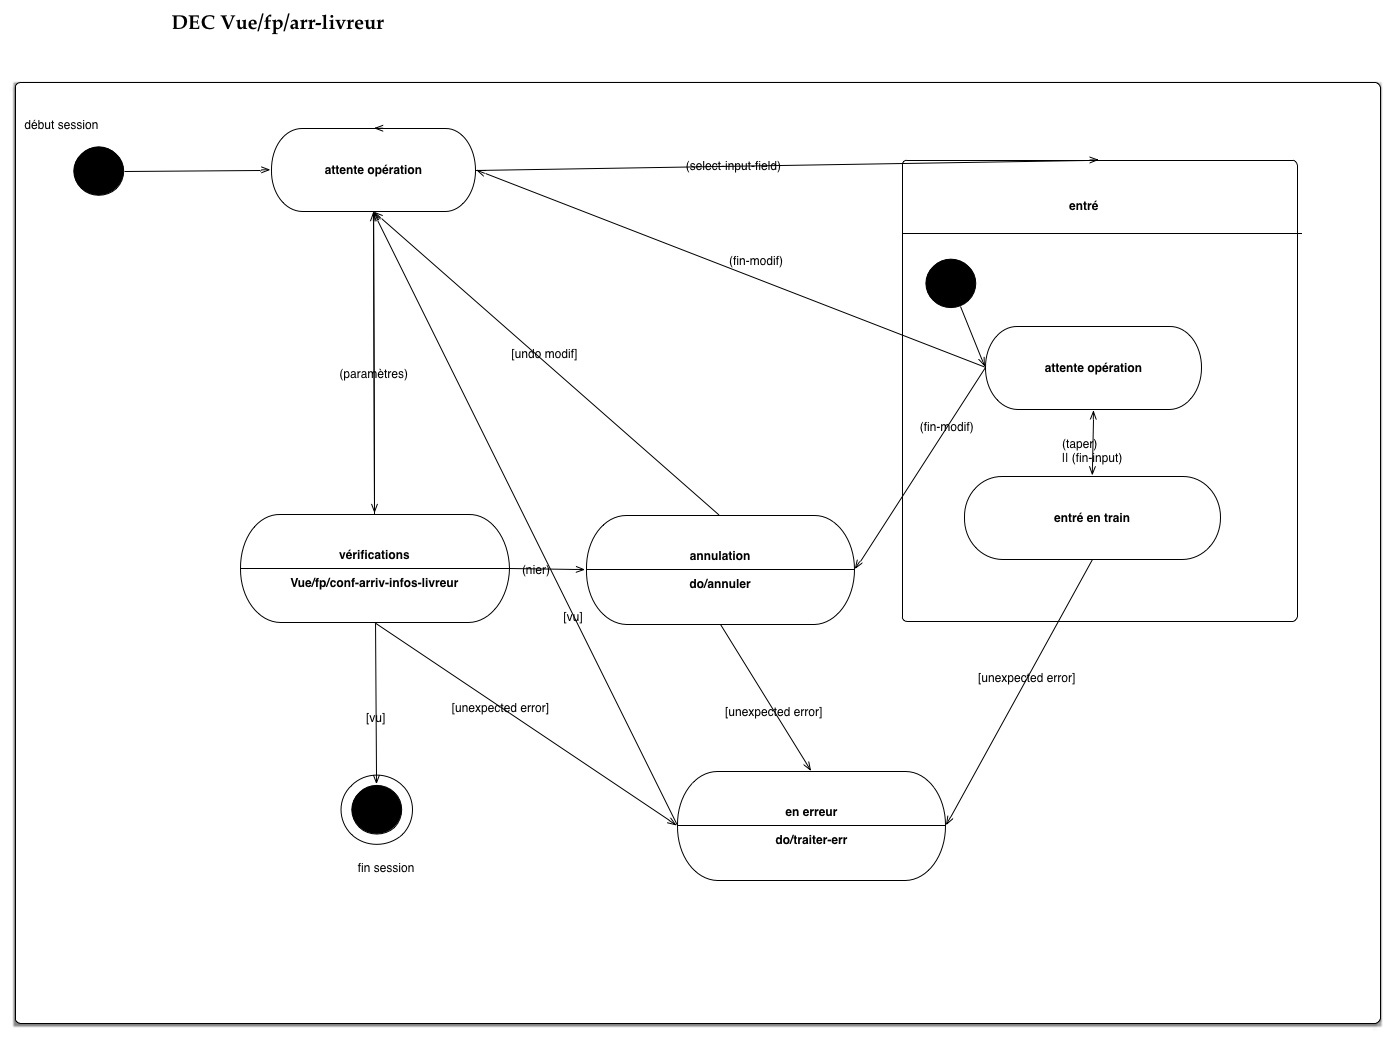 DEC Vue/fp/arr-livreur
début session
attente opération
(select-input-field)
entré
(fin-modif)
[undo modif]
(paramètres)
attente opération
(fin-modif)
(taper)
II (fin-input)
entré en train
vérifications
Vue/fp/conf-arriv-infos-livreur
(nier)
annulation
do/annuler
[vu]
[unexpected error]
[unexpected error]
[unexpected error]
[vu]
en erreur
do/traiter-err
fin session